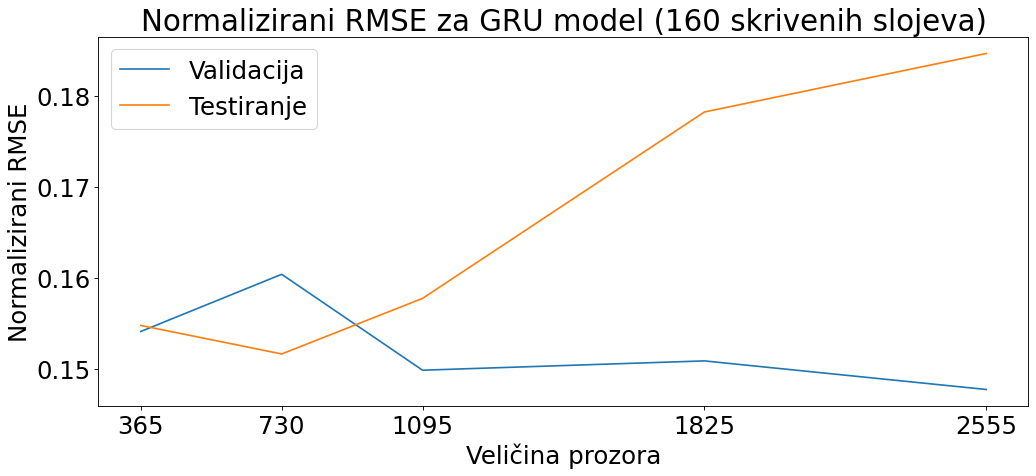 Normalizirani RMSE za GRU model (160 skrivenih slojeva)
Validacija
Testiranje
Normalizirani RMSE
0.18
0.17
0.16
0.15
365 730 1095 1825 2555
Veličina prozora